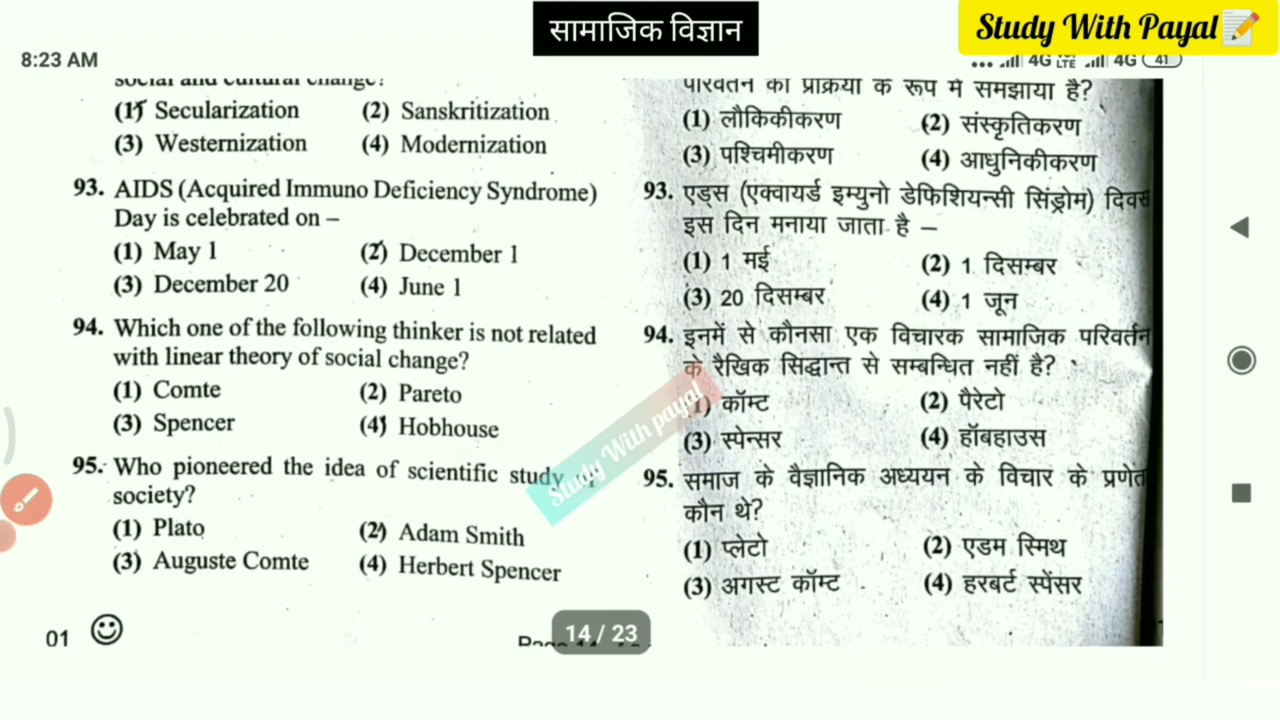 सामाजिक विज्ञान
Study With Payal
8:23 AM
4G LTE 4G 41
social and cultural change?
(1) Secularization (2) Sanskritization
(3) Westernization (4) Modernization
93. AIDS (Acquired Immuno Deficiency Syndrome)
Day is celebrated on –
(1) May 1 (2) December 1
(3) December 20 (4) June 1
94. Which one of the following thinker is not related
with linear theory of social change?
(1) Comte (2) Pareto
(3) Spencer (4) Hobhouse
95. Who pioneered the idea of scientific study
society?
(1) Plato (2) Adam Smith
(3) Auguste Comte (4) Herbert Spencer
01
परिवर्तन की प्रक्रिया के रूप में समझाया है?
(1) लौकिकीकरण (2) संस्कृतिकरण
(3) पश्चिमीकरण (4) आधुनिकीकरण
93. एड्स (एक्वायर्ड इम्युनो डेफिशियन्सी सिंड्रोम) दिवस
इस दिन मनाया जाता है –
(1) 1 मई (2) 1 दिसम्बर
(3) 20 दिसम्बर (4) 1 जून
94. इनमें से कौनसा एक विचारक सामाजिक परिवर्तन
के रैखिक सिद्धान्त से सम्बन्धित नहीं है?
(1) कॉम्ट (2) पैरेटो
(3) स्पेन्सर (4) हॉबहाउस
95. समाज के वैज्ञानिक अध्ययन के विचार के प्रणेत
कौन थे?
(1) प्लेटो (2) एडम स्मिथ
(3) अगस्ट कॉम्ट (4) हरबर्ट स्पेंसर
Study With payal
14 / 23